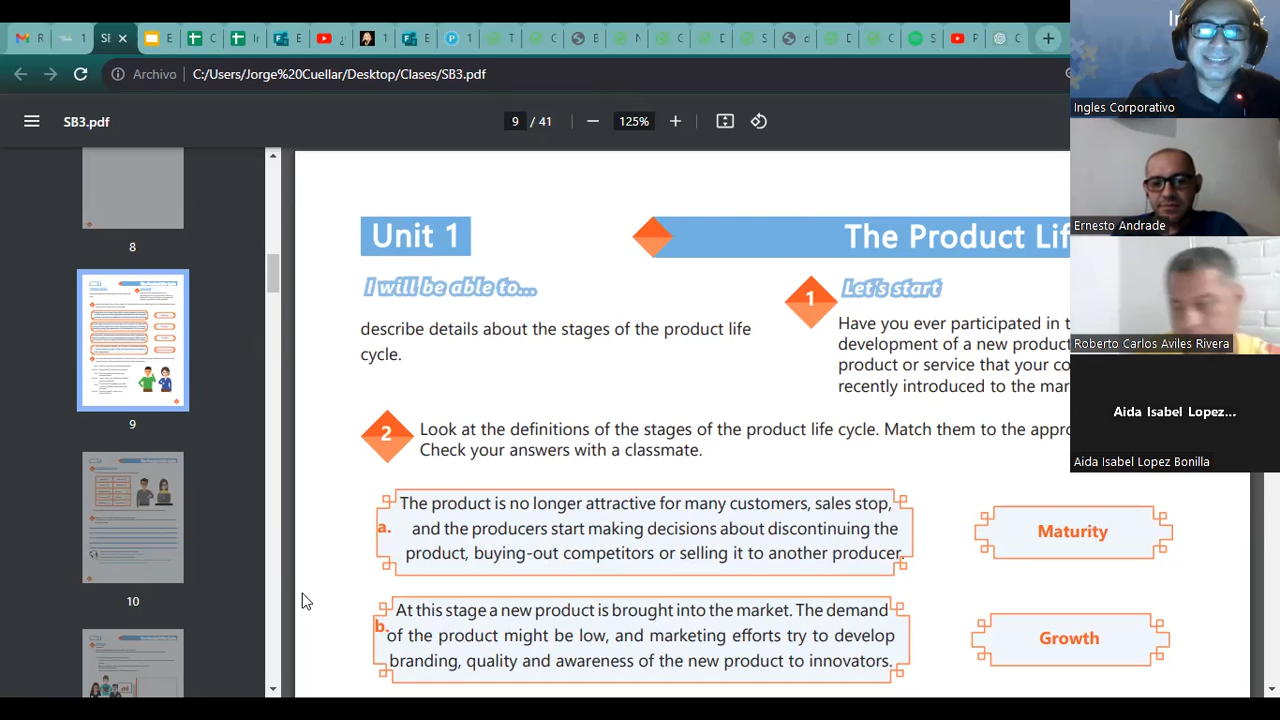 R
SE
E
C
In
E
¿
1
E
1
C
B
N
C
D
S
d
C
S
P
C
Archivo C:/Users/Jorge%20Cuellar/Desktop/Clases/SB3.pdf
SB3.pdf
9 / 41
125%
8
9
10
Unit 1
The Product Lif
I will be able to...
describe details about the stages of the product life
cycle.
1
Let's start
Have you ever participated in t
development of a new product
product or service that your co
recently introduced to the mar
2
Look at the definitions of the stages of the product life cycle. Match them to the appro
Check your answers with a classmate.
a.
The product is no longer attractive for many customers, sales stop,
and the producers start making decisions about discontinuing the
product, buying-out competitors or selling it to another producer.
Maturity
b.
At this stage a new product is brought into the market. The demand
of the product might be low, and marketing efforts try to develop
branding, quality and awareness of the new product to innovators.
Growth
Ingles Corporativo
Ernesto Andrade
Roberto Carlos Aviles Rivera
Aida Isabel Lopez...
Aida Isabel Lopez Bonilla